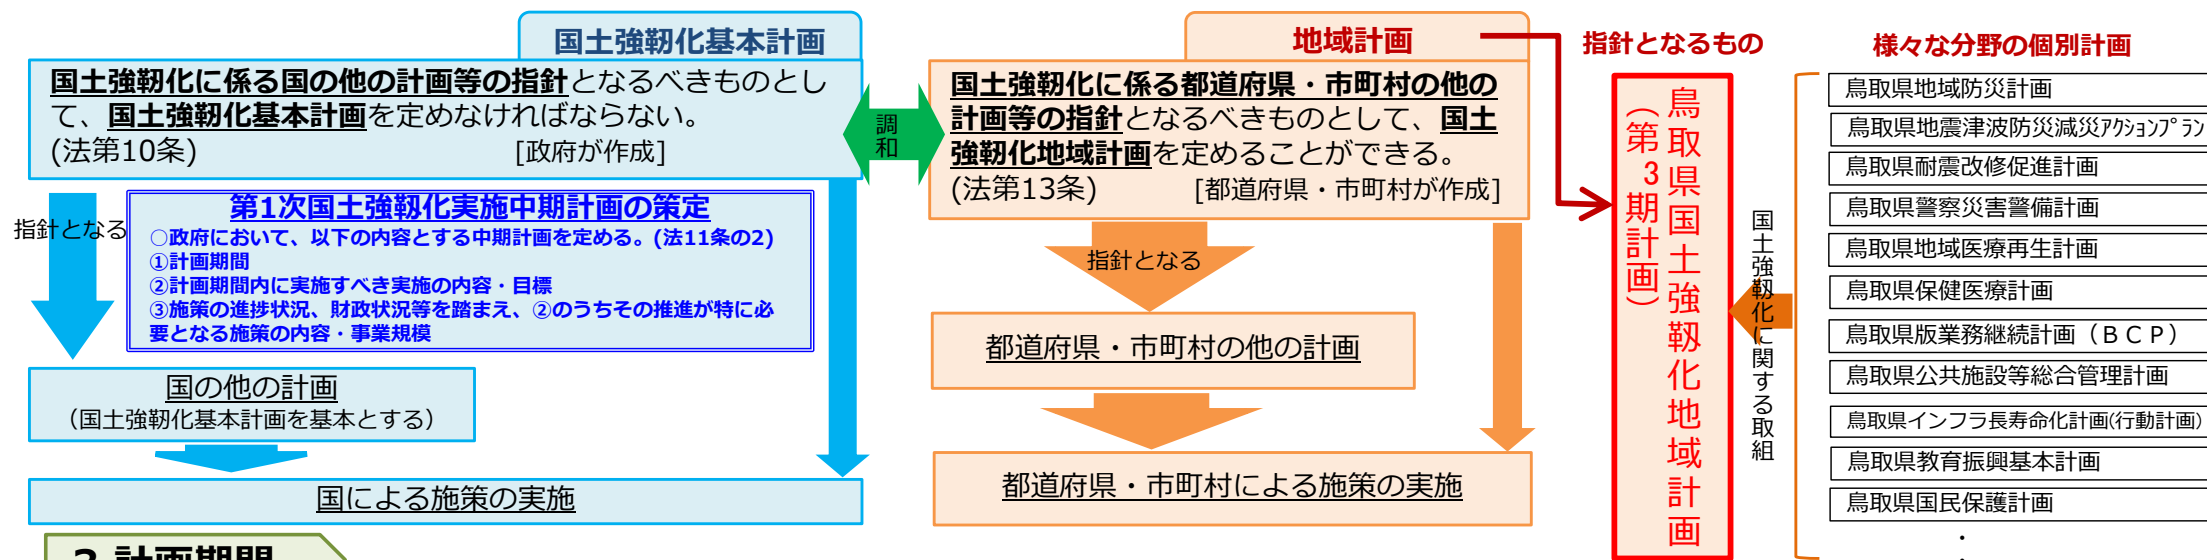 国土強靱化基本計画
国土強靱化に係る国の他の計画等の指針となるべきものとし
て、国土強靱化基本計画を定めなければならない。
(法第10条) [政府が作成]
指針となる
第1次国土強靱化実施中期計画の策定
○政府において、以下の内容とする中期計画を定める。(法11条の2)
①計画期間
②計画期間内に実施すべき実施の内容・目標
③施策の進捗状況、財政状況等を踏まえ、②のうちその推進が特に必
要となる施策の内容・事業規模
国の他の計画
（国土強靱化基本計画を基本とする）
国による施策の実施
調和
地域計画
国土強靱化に係る都道府県・市町村の他の
計画等の指針となるべきものとして、国土
強靱化地域計画を定めることができる。
(法第13条) [都道府県・市町村が作成]
指針となる
都道府県・市町村の他の計画
都道府県・市町村による施策の実施
指針となるもの
鳥取県国土強靱化地域計画
（第3期計画）
国土強靱化に関する取組
様々な分野の個別計画
鳥取県地域防災計画
鳥取県地震津波防災減災ｱｸｼｮﾝﾌﾟﾗﾝ
鳥取県耐震改修促進計画
鳥取県警察災害警備計画
鳥取県地域医療再生計画
鳥取県保健医療計画
鳥取県版業務継続計画（ＢＣＰ）
鳥取県公共施設等総合管理計画
鳥取県インフラ長寿命化計画(行動計画)
鳥取県教育振興基本計画
鳥取県国民保護計画
・
・
3 計画期間